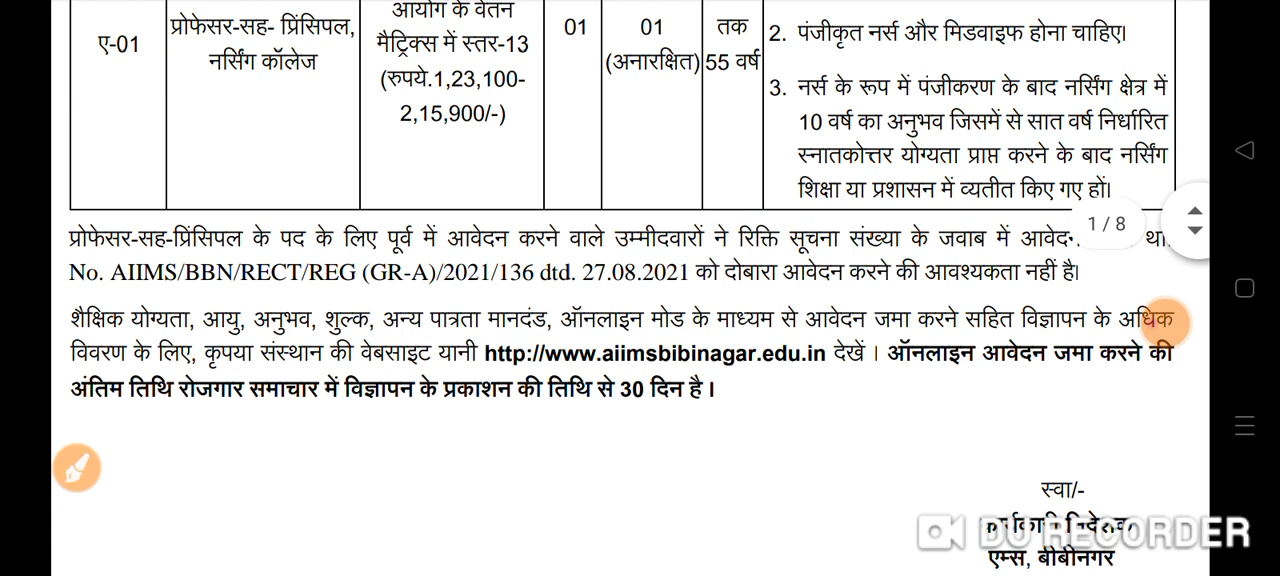 आयोग के वेतन
ए-01
प्रोफेसर-सह- प्रिंसिपल,
नर्सिंग कॉलेज
मैट्रिक्स में स्तर-13
(रुपये.1,23,100-
2,15,900/-)
01
01
(अनारक्षित)
तक
55 वर्ष
2. पंजीकृत नर्स और मिडवाइफ होना चाहिए।
3. नर्स के रूप में पंजीकरण के बाद नर्सिंग क्षेत्र में
10 वर्ष का अनुभव जिसमें से सात वर्ष निर्धारित
स्नातकोत्तर योग्यता प्राप्त करने के बाद नर्सिंग
शिक्षा या प्रशासन में व्यतीत किए गए हों।
1 / 8
प्रोफेसर-सह-प्रिंसिपल के पद के लिए पूर्व में आवेदन करने वाले उम्मीदवारों ने रिक्ति सूचना संख्या के जवाब में
No. AIIMS/BBN/RECT/REG (GR-A)/2021/136 dtd. 27.08.2021 को दोबारा आवेदन करने की आवश्यकता नहीं है।
शैक्षिक योग्यता, आयु, अनुभव, शुल्क, अन्य पात्रता मानदंड, ऑनलाइन मोड के माध्यम से आवेदन जमा करने सहित विज्ञापन के अधिक
विवरण के लिए, कृपया संस्थान की वेबसाइट यानी http://www.aiimsbibinagar.edu.in देखें । ऑनलाइन आवेदन जमा करने की
अंतिम तिथि रोजगार समाचार में विज्ञापन के प्रकाशन की तिथि से 30 दिन है ।
स्वा/-
कार्यकारी निदेशक
DU RECORDER
एम्स, बीबीनगर